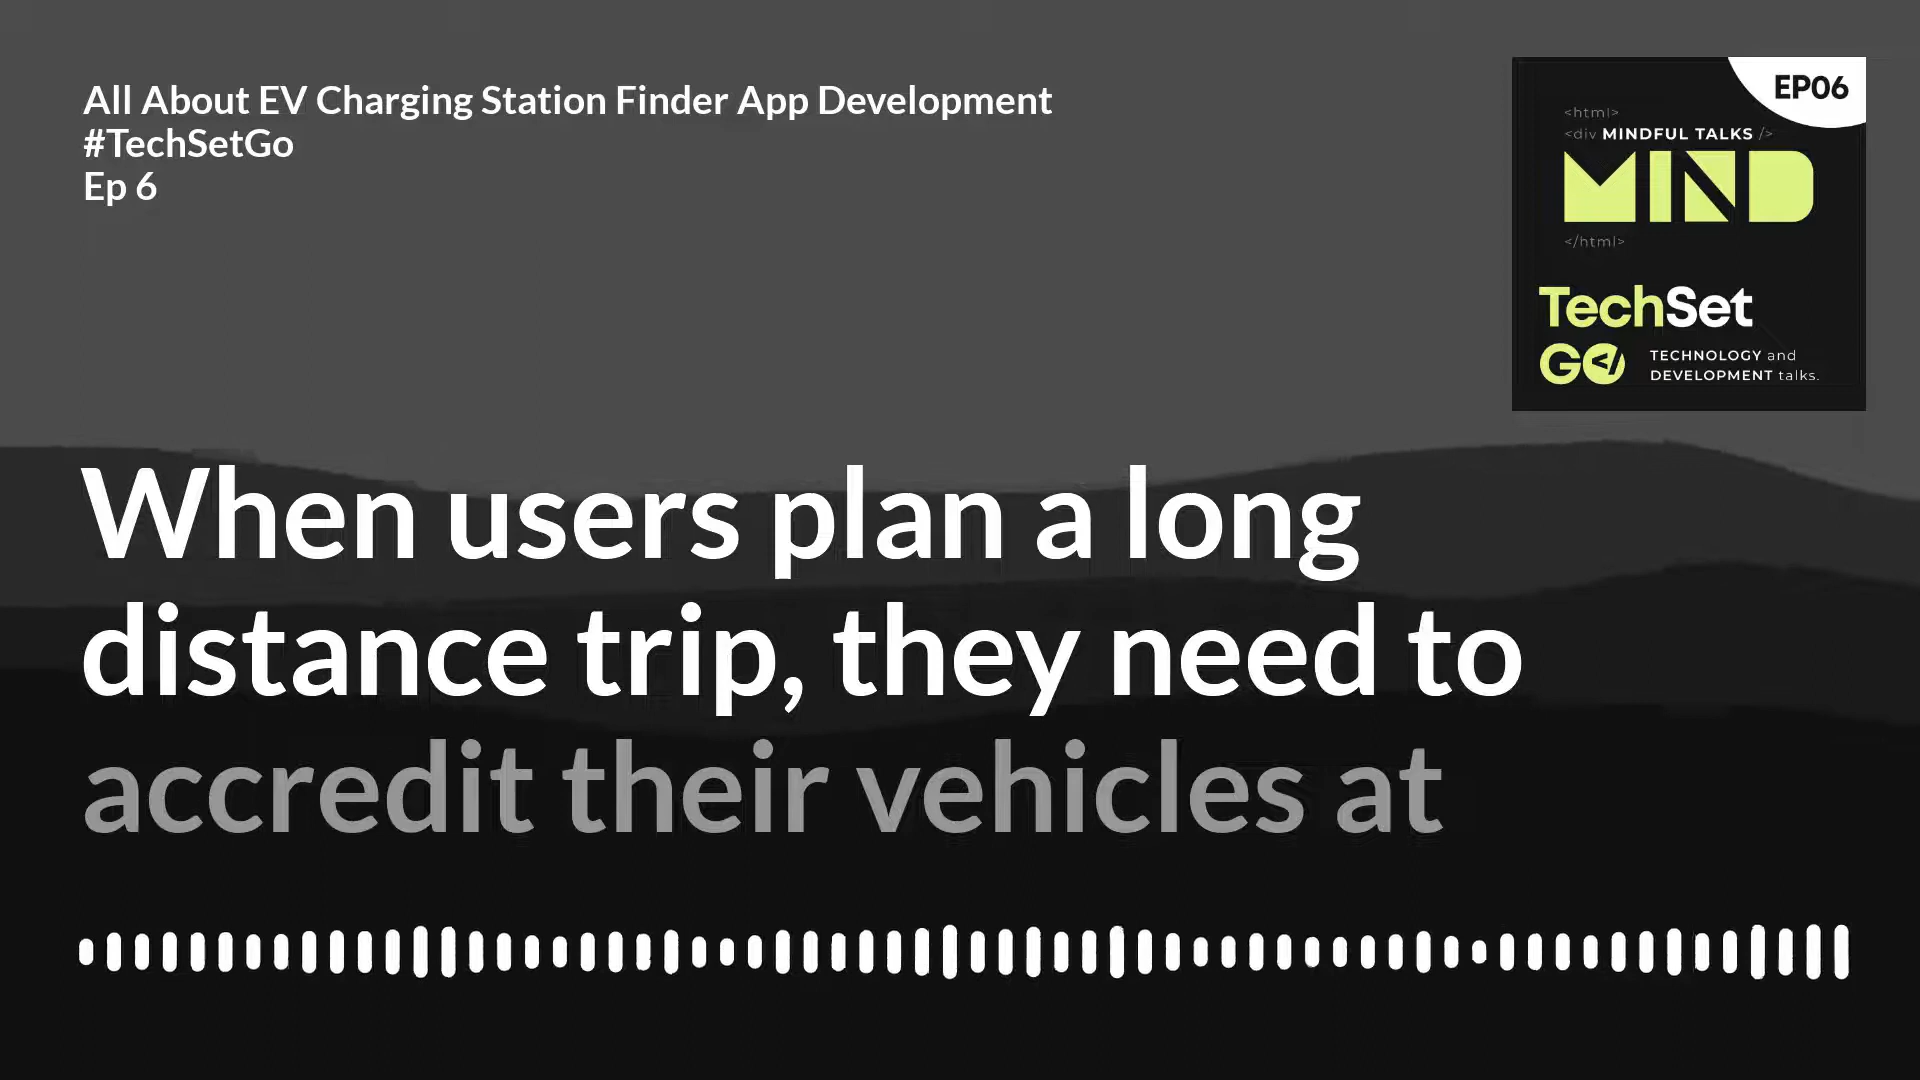 All About EV Charging Station Finder App Development
#TechSetGo
Ep 6
EP06
<html>
<div MINDFUL TALKS />
MIND
</html>
TechSet
GO
TECHNOLOGY and
DEVELOPMENT talks.
When users plan a long
distance trip, they need to
accredit their vehicles at